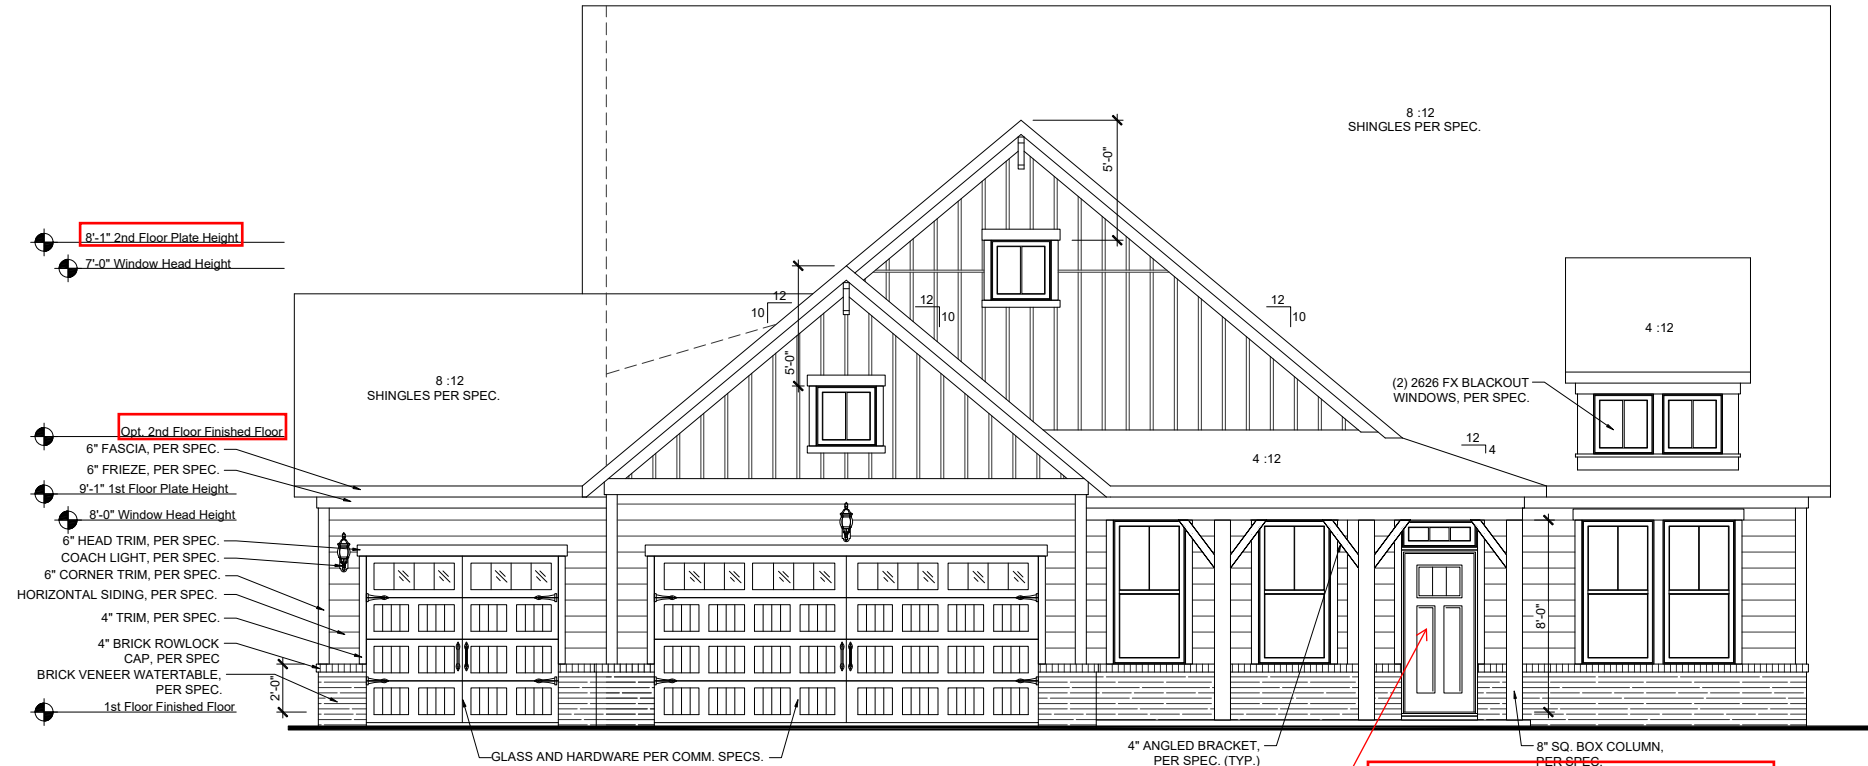 8 :12
SHINGLES PER SPEC.
5'-0"
8'-1" 2nd Floor Plate Height
7'-0" Window Head Height
12
10
12
10
12
10
5'-0"
4 :12
8 :12
SHINGLES PER SPEC.
(2) 2626 FX BLACKOUT
WINDOWS, PER SPEC.
Opt. 2nd Floor Finished Floor
6" FASCIA, PER SPEC.
6" FRIEZE, PER SPEC.
9'-1" 1st Floor Plate Height
8'-0" Window Head Height
12
4
4 :12
6" HEAD TRIM, PER SPEC.
COACH LIGHT, PER SPEC.
6" CORNER TRIM, PER SPEC.
HORIZONTAL SIDING, PER SPEC.
4" TRIM, PER SPEC.
4" BRICK ROWLOCK
CAP, PER SPEC
BRICK VENEER WATERTABLE,
PER SPEC.
1st Floor Finished Floor
2'-0"
8'-0"
GLASS AND HARDWARE PER COMM. SPECS.
4" ANGLED BRACKET,
PER SPEC. (TYP.)
8" SQ. BOX COLUMN,
PER SPEC.